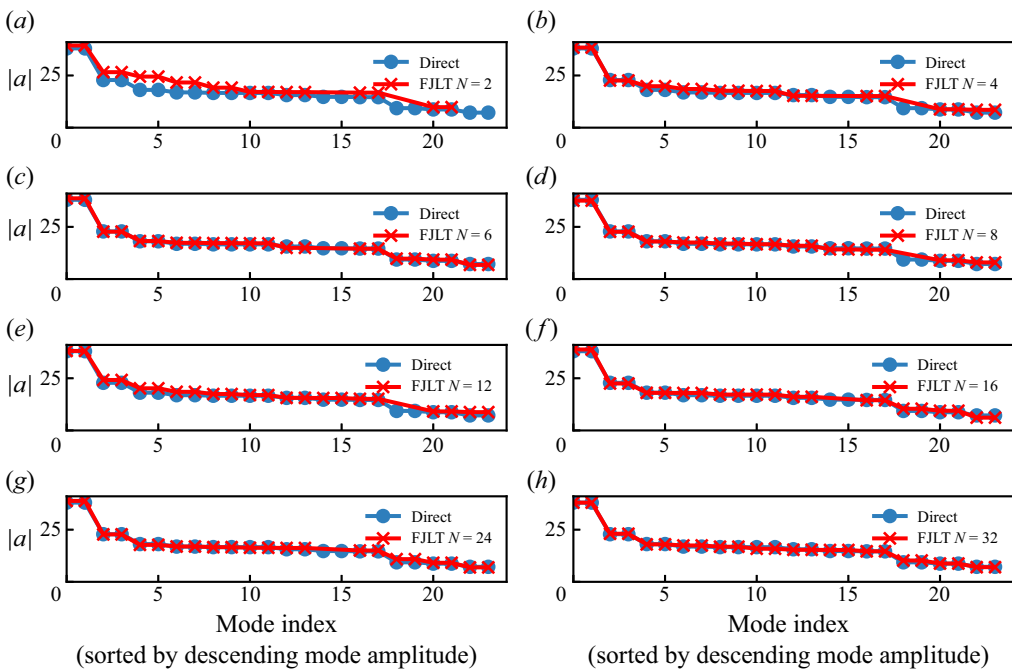 (a)
(b)
|a|
25
Direct
FJLT N = 2
Direct
FJLT N = 4
0
5
10
15
20
0
5
10
15
20
(c)
(d)
|a|
25
Direct
FJLT N = 6
25
Direct
FJLT N = 8
0
5
10
15
20
0
5
10
15
20
(e)
(f)
|a|
25
Direct
FJLT N = 12
25
Direct
FJLT N = 16
0
5
10
15
20
0
5
10
15
20
(g)
(h)
|a|
25
Direct
FJLT N = 24
25
Direct
FJLT N = 32
0
5
10
15
20
0
5
10
15
20
Mode index
(sorted by descending mode amplitude)
Mode index
(sorted by descending mode amplitude)